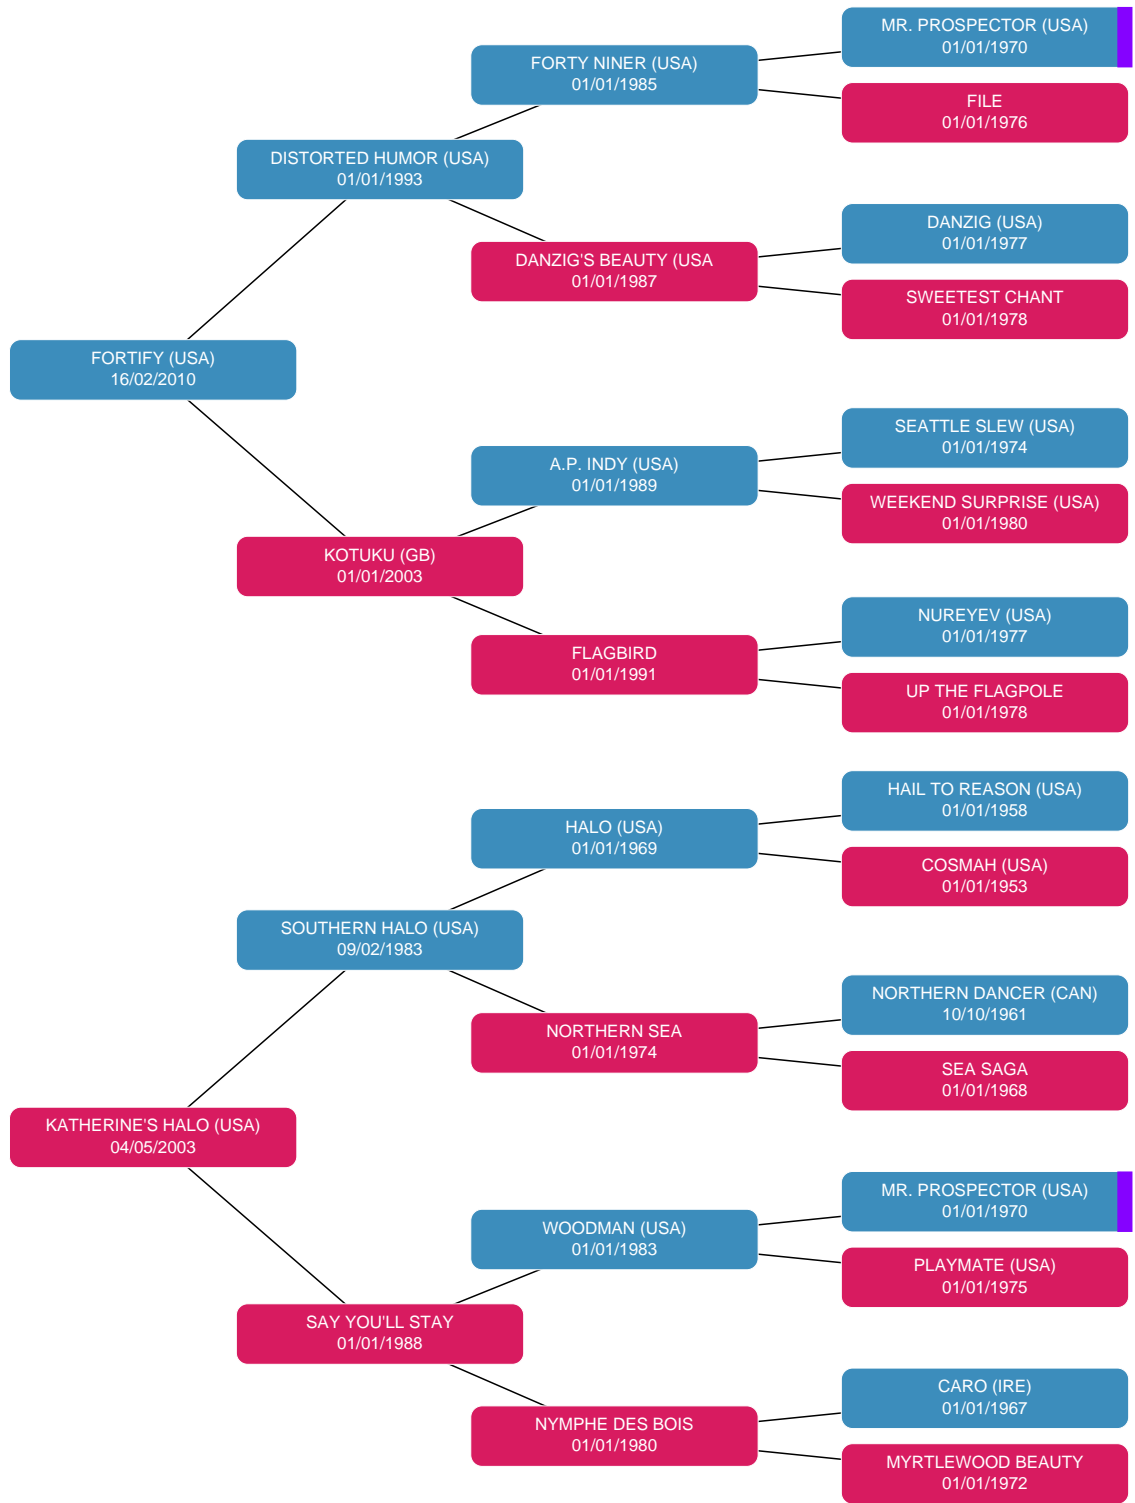 MR. PROSPECTOR (USA)
01/01/1970
FORTY NINER (USA)
01/01/1985
FILE
01/01/1976
DISTORTED HUMOR (USA)
01/01/1993
DANZIG (USA)
01/01/1977
DANZIG'S BEAUTY (USA
01/01/1987
SWEETEST CHANT
01/01/1978
FORTIFY (USA)
16/02/2010
SEATTLE SLEW (USA)
01/01/1974
A.P. INDY (USA)
01/01/1989
WEEKEND SURPRISE (USA)
01/01/1980
KOTUKU (GB)
01/01/2003
NUREYEV (USA)
01/01/1977
FLAGBIRD
01/01/1991
UP THE FLAGPOLE
01/01/1978
HAIL TO REASON (USA)
01/01/1958
HALO (USA)
01/01/1969
COSMAH (USA)
01/01/1953
SOUTHERN HALO (USA)
09/02/1983
NORTHERN DANCER (CAN)
10/10/1961
NORTHERN SEA
01/01/1974
SEA SAGA
01/01/1968
KATHERINE'S HALO (USA)
04/05/2003
MR. PROSPECTOR (USA)
01/01/1970
WOODMAN (USA)
01/01/1983
PLAYMATE (USA)
01/01/1975
SAY YOU'LL STAY
01/01/1988
CARO (IRE)
01/01/1967
NYMPHE DES BOIS
01/01/1980
MYRTLEWOOD BEAUTY
01/01/1972